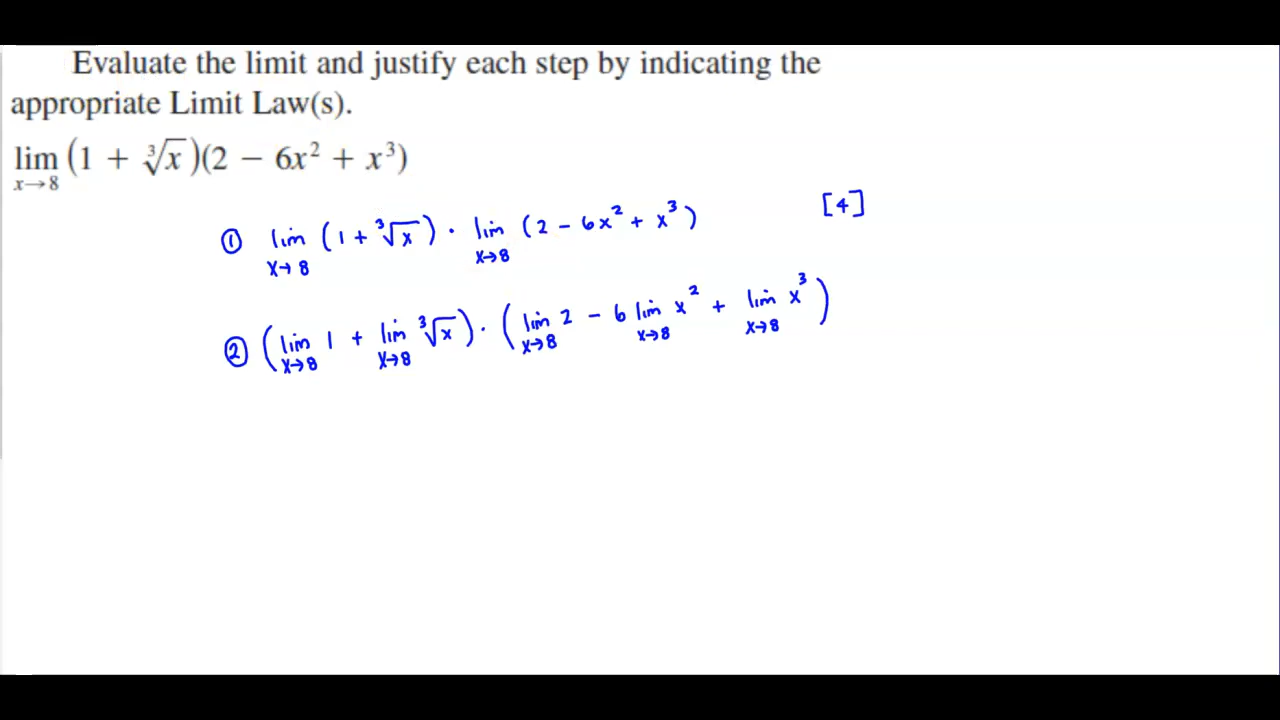 Evaluate the limit and justify each step by indicating the
appropriate Limit Law(s).
lim x→8 (1 + ∛x)(2 − 6x² + x³)
① lim x→8 (1 + ∛x) · lim x→8 (2 − 6x² + x³) [4]
② (lim x→8 1 + lim x→8 ∛x) · (lim x→8 2 − 6 lim x→8 x² + lim x→8 x³)